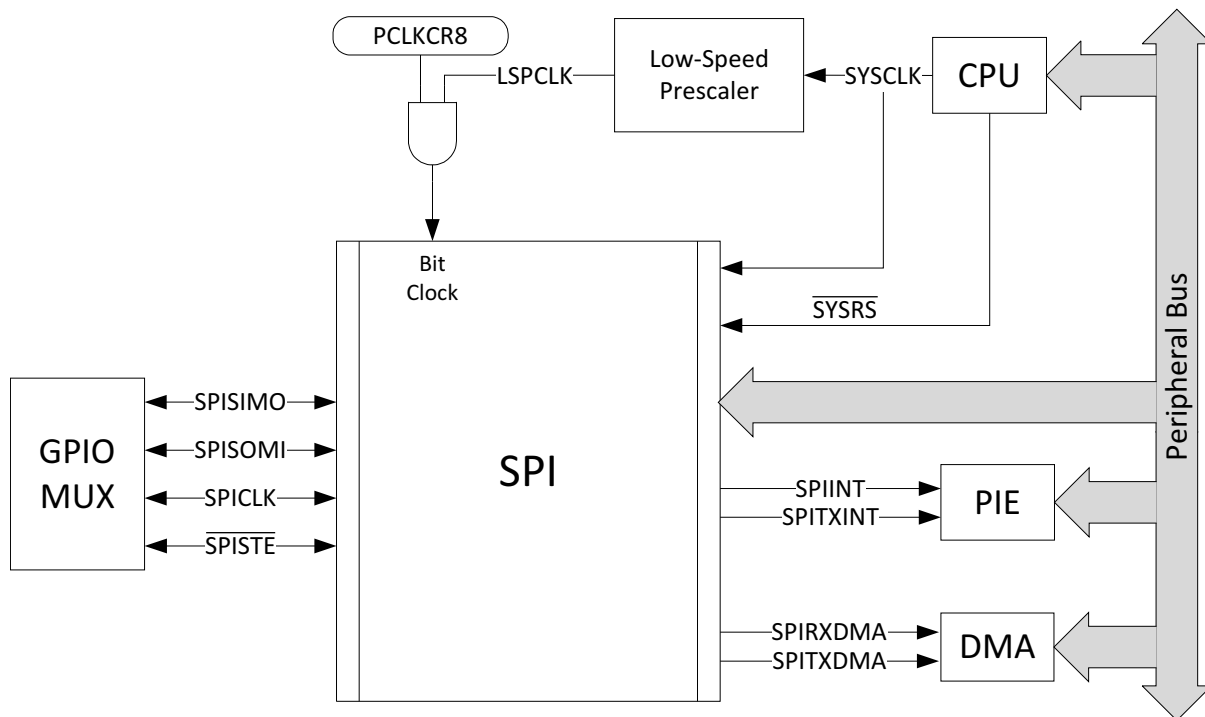 PCLKCR8
LSPCLK
Low-Speed
Prescaler
SYSCLK
CPU
Bit
Clock
SYSRS
Peripheral Bus
GPIO
MUX
SPISIMO
SPISOMI
SPICLK
SPISTE
SPI
SPIINT
SPITXINT
PIE
SPIRXDMA
SPITXDMA
DMA